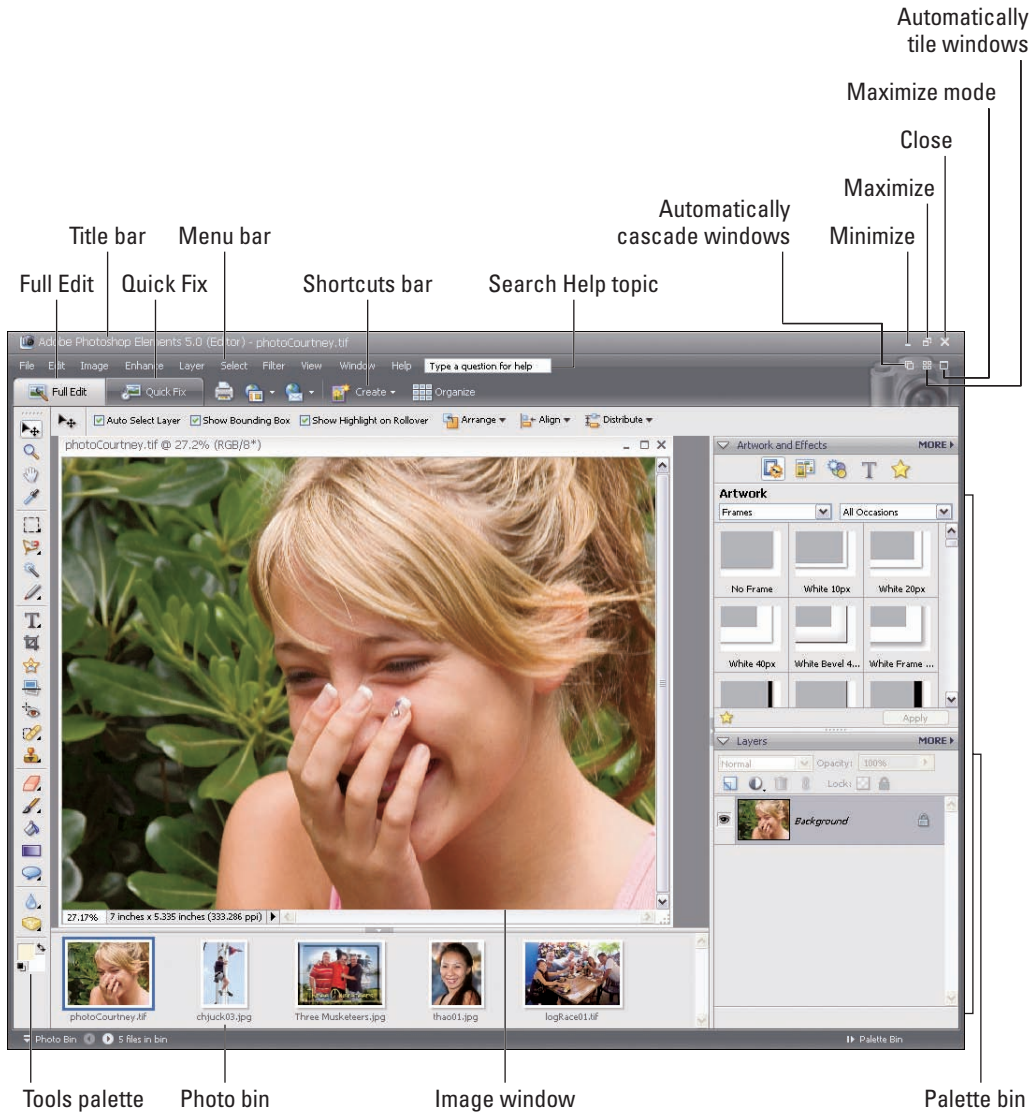 Automatically
tile windows
Maximize mode
Close
Maximize
Automatically
cascade windows
Minimize
Title bar
Menu bar
Full Edit
Quick Fix
Shortcuts bar
Search Help topic
Adobe Photoshop Elements 5.0 (Editor) - photoCourtney.tif
File Edit Image Enhance Layer Select Filter View Window Help Type a question for help
Full Edit Quick Fix Create Organize
Auto Select Layer Show Bounding Box Show Highlight on Rollover Arrange Align Distribute
photoCourtney.tif @ 27.2% (RGB/8*)
Artwork and Effects MORE
T
Artwork
Frames All Occasions
No Frame White 10px White 20px
White 40px White Bevel 4... White Frame ...
Apply
Layers MORE
Normal Opacity: 100%
Lock:
Background
T
27.17% 7 inches x 5.335 inches (333.286 ppi)
photoCourtney.tif chjuck03.jpg Three Musketeers.jpg thao01.jpg logRace01.tif
Photo Bin 5 files in bin Palette Bin
Tools palette
Photo bin
Image window
Palette bin